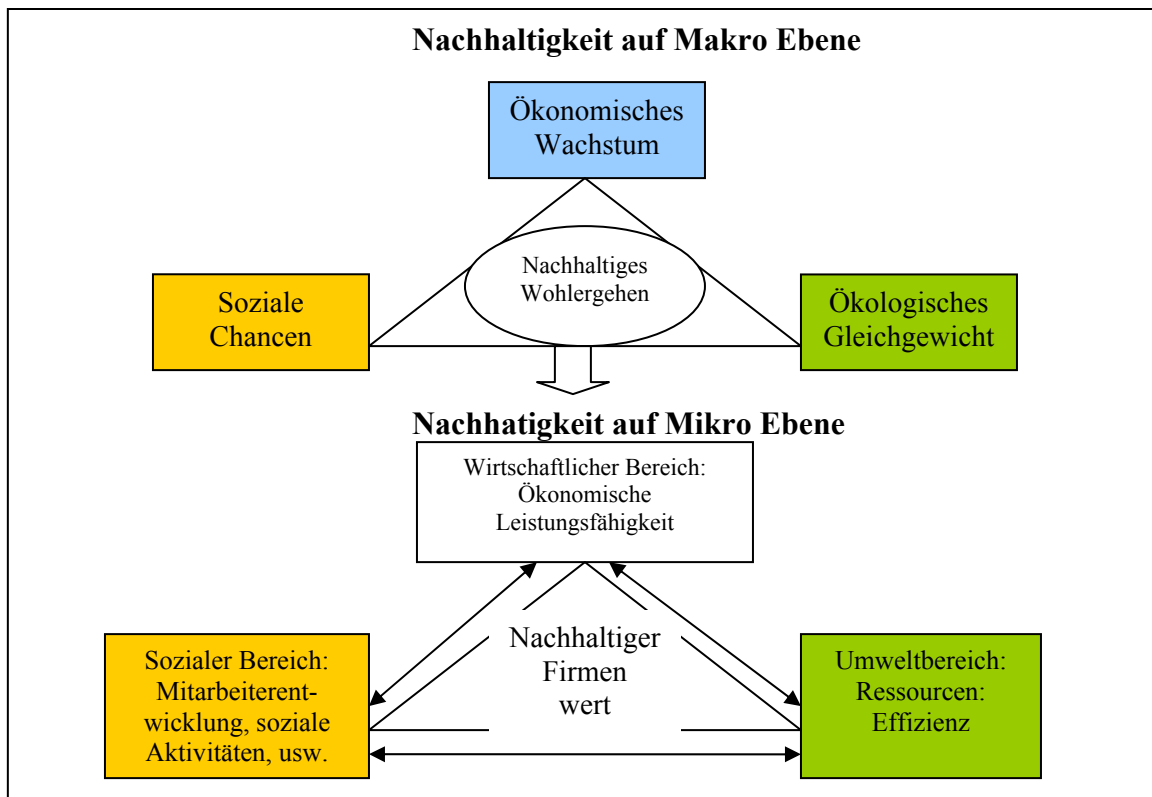 Nachhaltigkeit auf Makro Ebene
Ökonomisches
Wachstum
Nachhaltiges
Wohlergehen
Soziale
Chancen
Ökologisches
Gleichgewicht
Nachhatigkeit auf Mikro Ebene
Wirtschaftlicher Bereich:
Ökonomische
Leistungsfähigkeit
Nachhaltiger
Firmen
wert
Sozialer Bereich:
Mitarbeiterent-
wicklung, soziale
Aktivitäten, usw.
Umweltbereich:
Ressourcen:
Effizienz